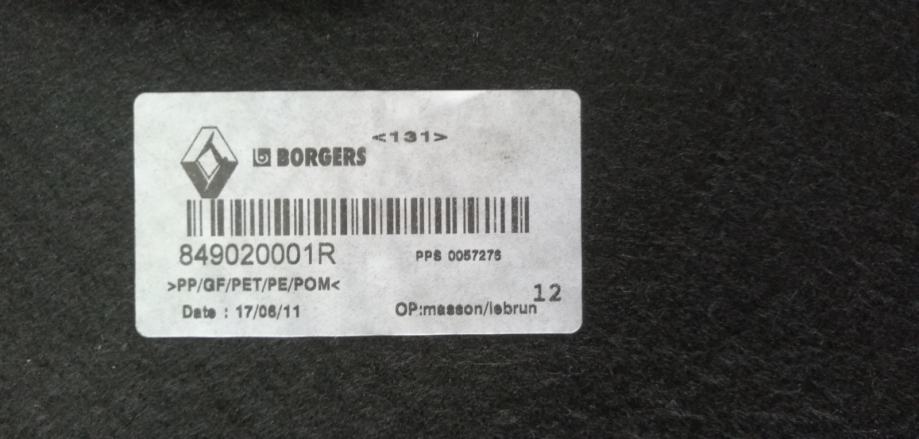 <131>
BORGERS
849020001R
PPS 0057276
>PP/GF/PET/PE/POM<
12
Date : 17/06/11
OP:masson/lebrun